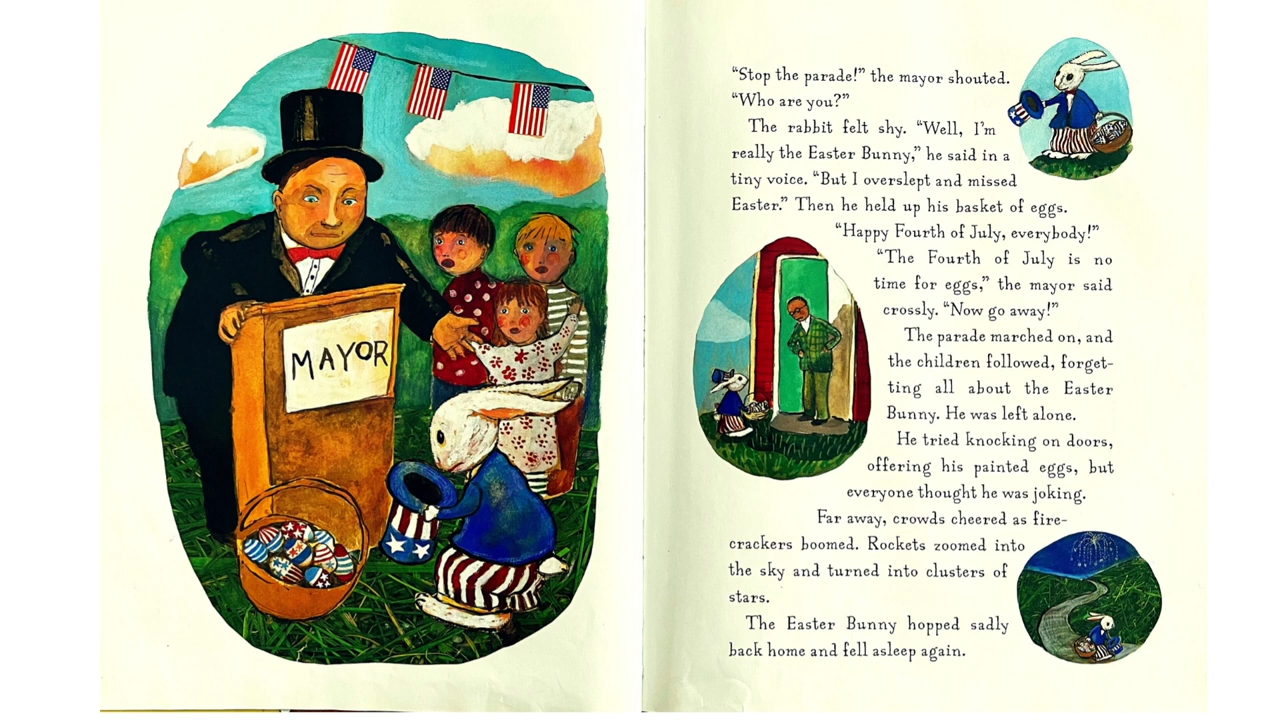 MAYOR
“Stop the parade!” the mayor shouted.
“Who are you?”
The rabbit felt shy. “Well, I’m
really the Easter Bunny,” he said in a
tiny voice. “But I overslept and missed
Easter.” Then he held up his basket of eggs.
“Happy Fourth of July, everybody!”
“The Fourth of July is no
time for eggs,” the mayor said
crossly. “Now go away!”
The parade marched on, and
the children followed, forget-
ting all about the Easter
Bunny. He was left alone.
He tried knocking on doors,
offering his painted eggs, but
everyone thought he was joking.
Far away, crowds cheered as fire-
crackers boomed. Rockets zoomed into
the sky and turned into clusters of
stars.
The Easter Bunny hopped sadly
back home and fell asleep again.